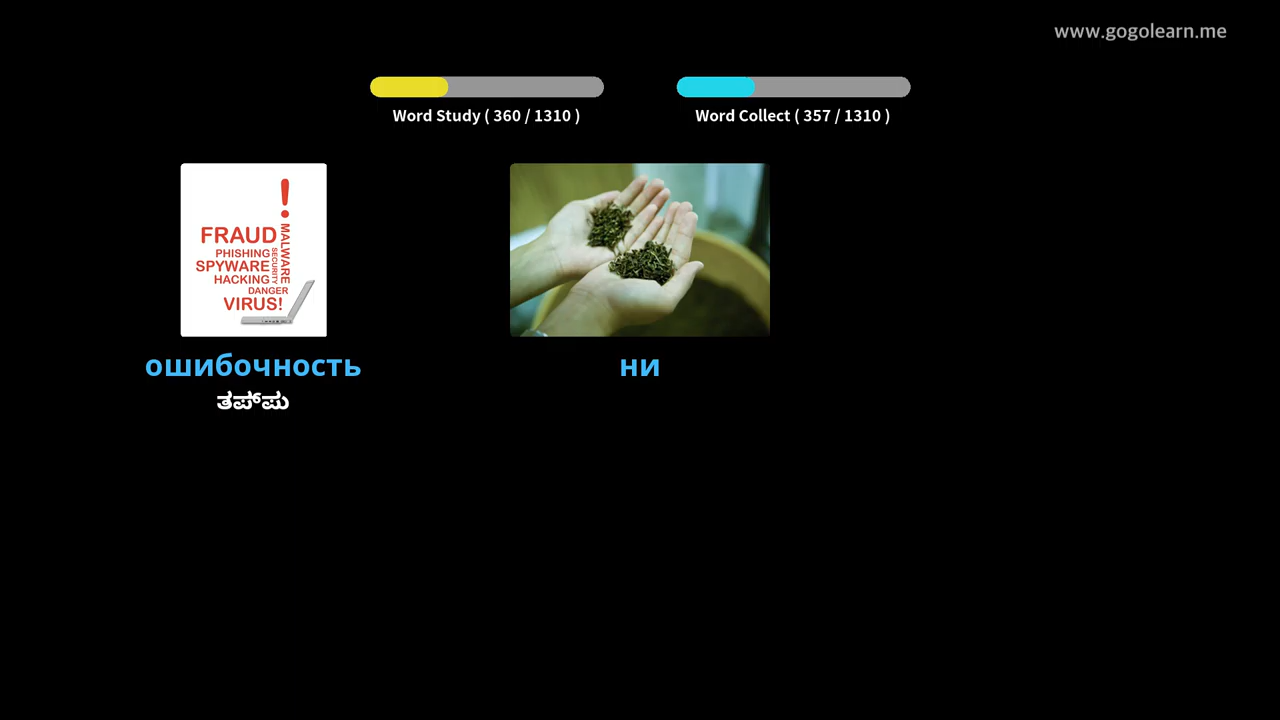 www.gogolearn.me
Word Study ( 360 / 1310 )
Word Collect ( 357 / 1310 )
!
FRAUD
MALWARE
PHISHING
SECURITY
SPYWARE
HACKING
DANGER
VIRUS!
ошибочность
ни
ತಪ್ಪು